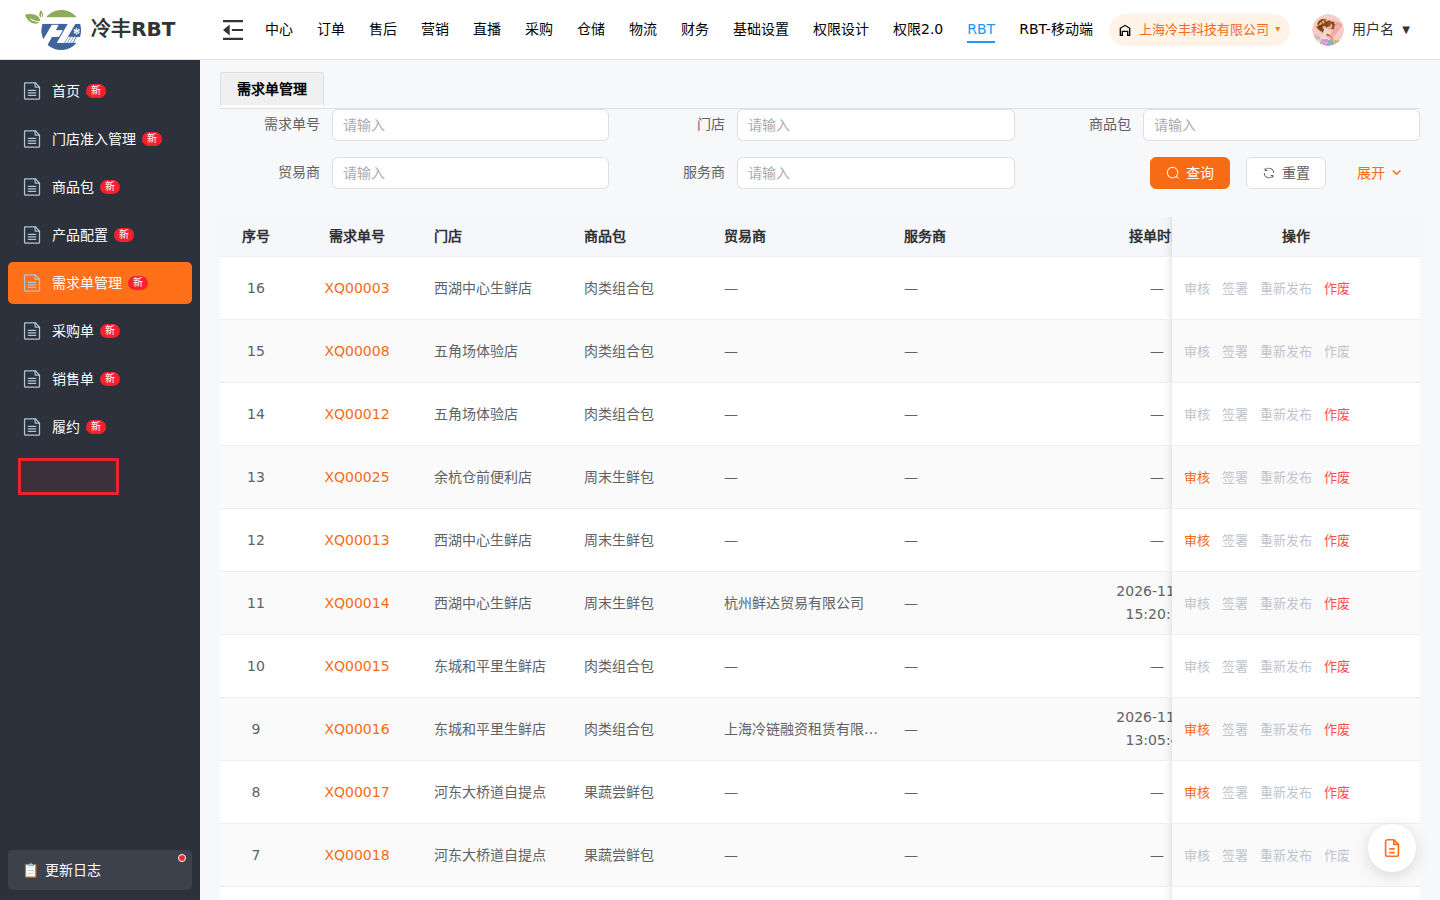 冷丰RBT
中心 订单 售后 营销 直播 采购 仓储 物流 财务 基础设置 权限设计 权限2.0 RBT RBT-移动端 上海冷丰科技有限公司 ▾ 用户名 ▼
首页 新
门店准入管理 新
商品包 新
产品配置 新
需求单管理 新
采购单 新
销售单 新
履约 新
📋 更新日志
需求单管理
需求单号 请输入 门店 请输入 商品包 请输入
贸易商 请输入 服务商 请输入 查询 重置 展开
序号 需求单号 门店 商品包 贸易商 服务商 接单时 操作
16 XQ00003 西湖中心生鲜店 肉类组合包 — — — 审核 签署 重新发布 作废
15 XQ00008 五角场体验店 肉类组合包 — — — 审核 签署 重新发布 作废
14 XQ00012 五角场体验店 肉类组合包 — — — 审核 签署 重新发布 作废
13 XQ00025 余杭仓前便利店 周末生鲜包 — — — 审核 签署 重新发布 作废
12 XQ00013 西湖中心生鲜店 周末生鲜包 — — — 审核 签署 重新发布 作废
11 XQ00014 西湖中心生鲜店 周末生鲜包 杭州鲜达贸易有限公司 — 2026-11 15:20: 审核 签署 重新发布 作废
10 XQ00015 东城和平里生鲜店 肉类组合包 — — — 审核 签署 重新发布 作废
9 XQ00016 东城和平里生鲜店 肉类组合包 上海冷链融资租赁有限... — 2026-11 13:05: 审核 签署 重新发布 作废
8 XQ00017 河东大桥道自提点 果蔬尝鲜包 — — — 审核 签署 重新发布 作废
7 XQ00018 河东大桥道自提点 果蔬尝鲜包 — — 审核 签署 重新发布 作废